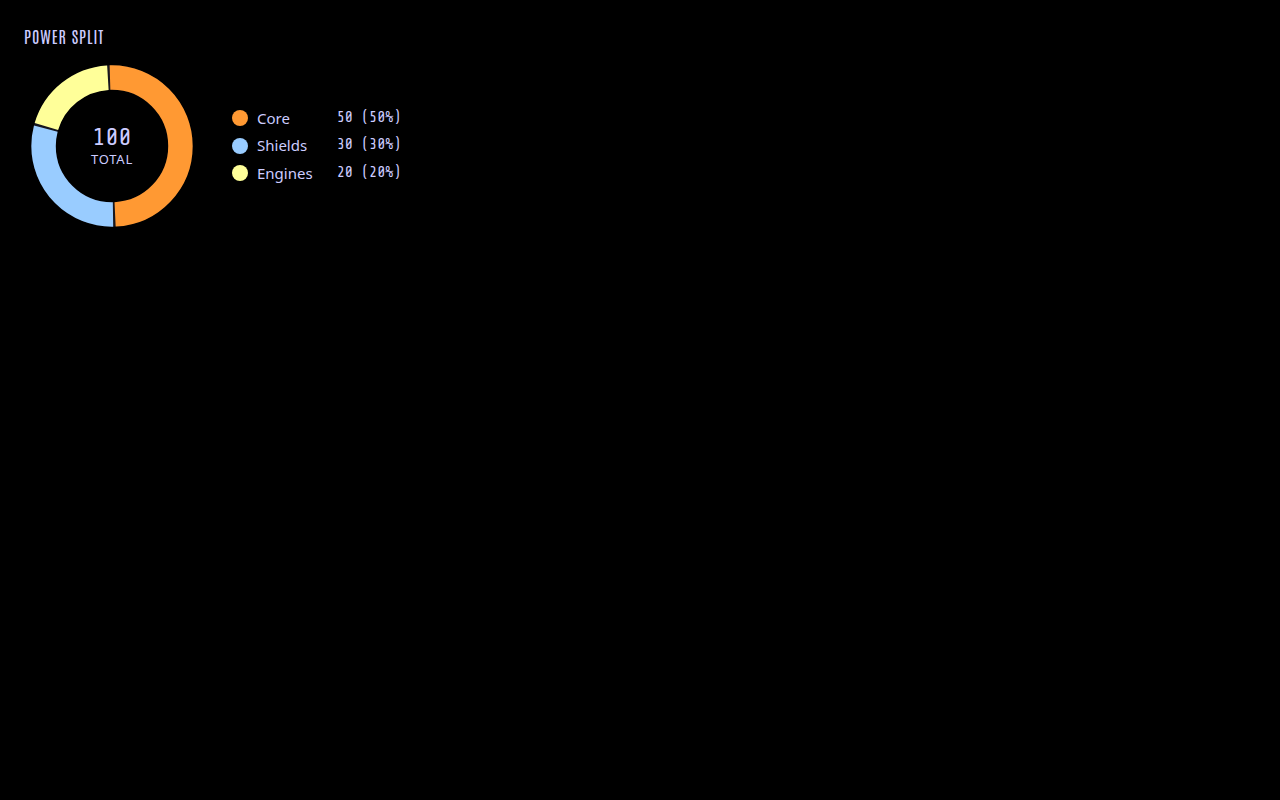 POWER SPLIT
100
TOTAL
Core 50 (50%)
Shields 30 (30%)
Engines 20 (20%)